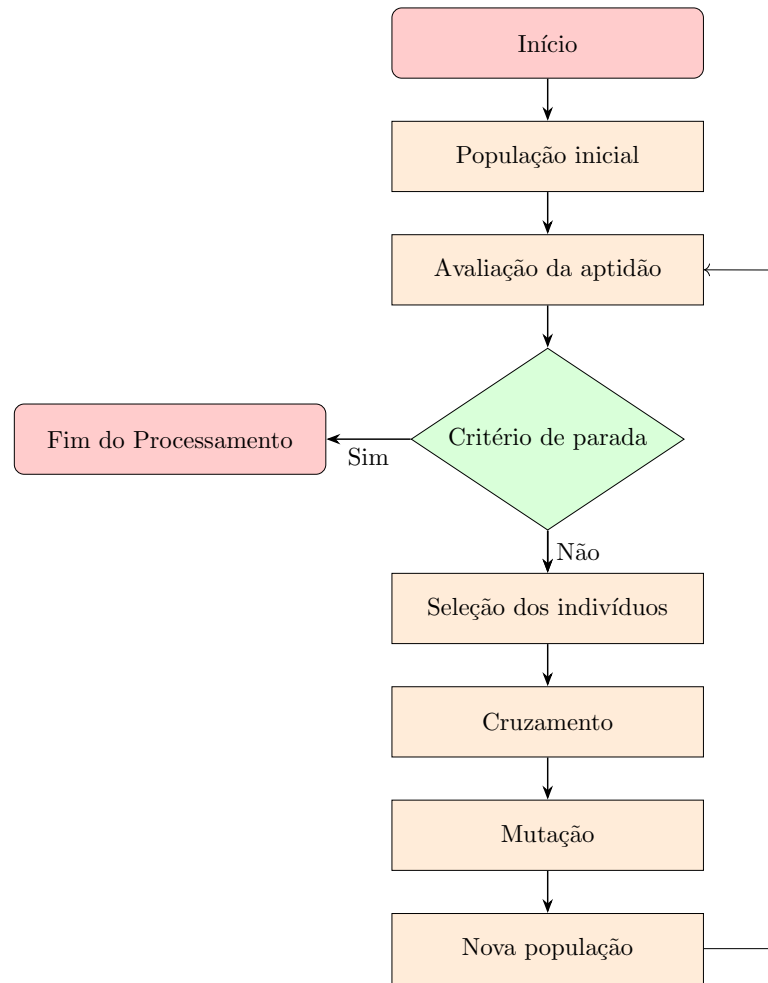 Início
População inicial
Avaliação da aptidão
Critério de parada
Fim do Processamento
Sim
Não
Seleção dos indivíduos
Cruzamento
Mutação
Nova população